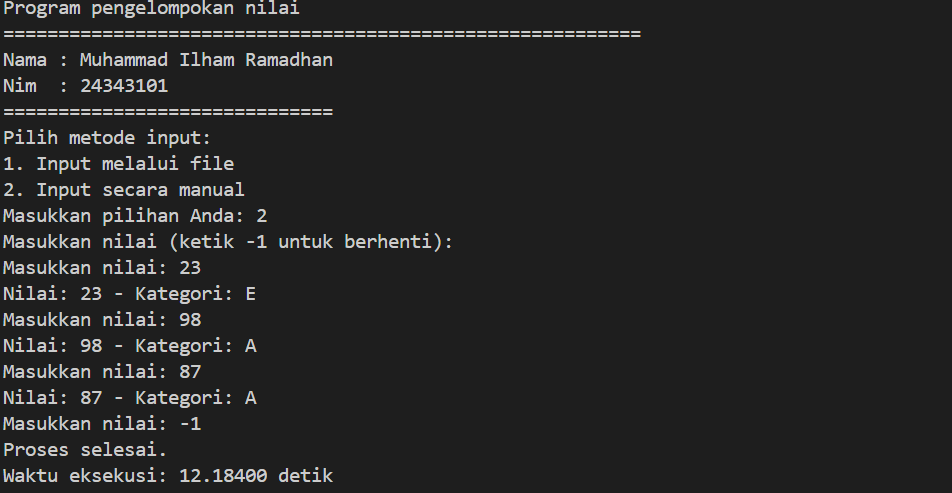 Program pengelompokan nilai
==========================================================
Nama : Muhammad Ilham Ramadhan
Nim  : 24343101
==============================
Pilih metode input:
1. Input melalui file
2. Input secara manual
Masukkan pilihan Anda: 2
Masukkan nilai (ketik -1 untuk berhenti):
Masukkan nilai: 23
Nilai: 23 - Kategori: E
Masukkan nilai: 98
Nilai: 98 - Kategori: A
Masukkan nilai: 87
Nilai: 87 - Kategori: A
Masukkan nilai: -1
Proses selesai.
Waktu eksekusi: 12.18400 detik